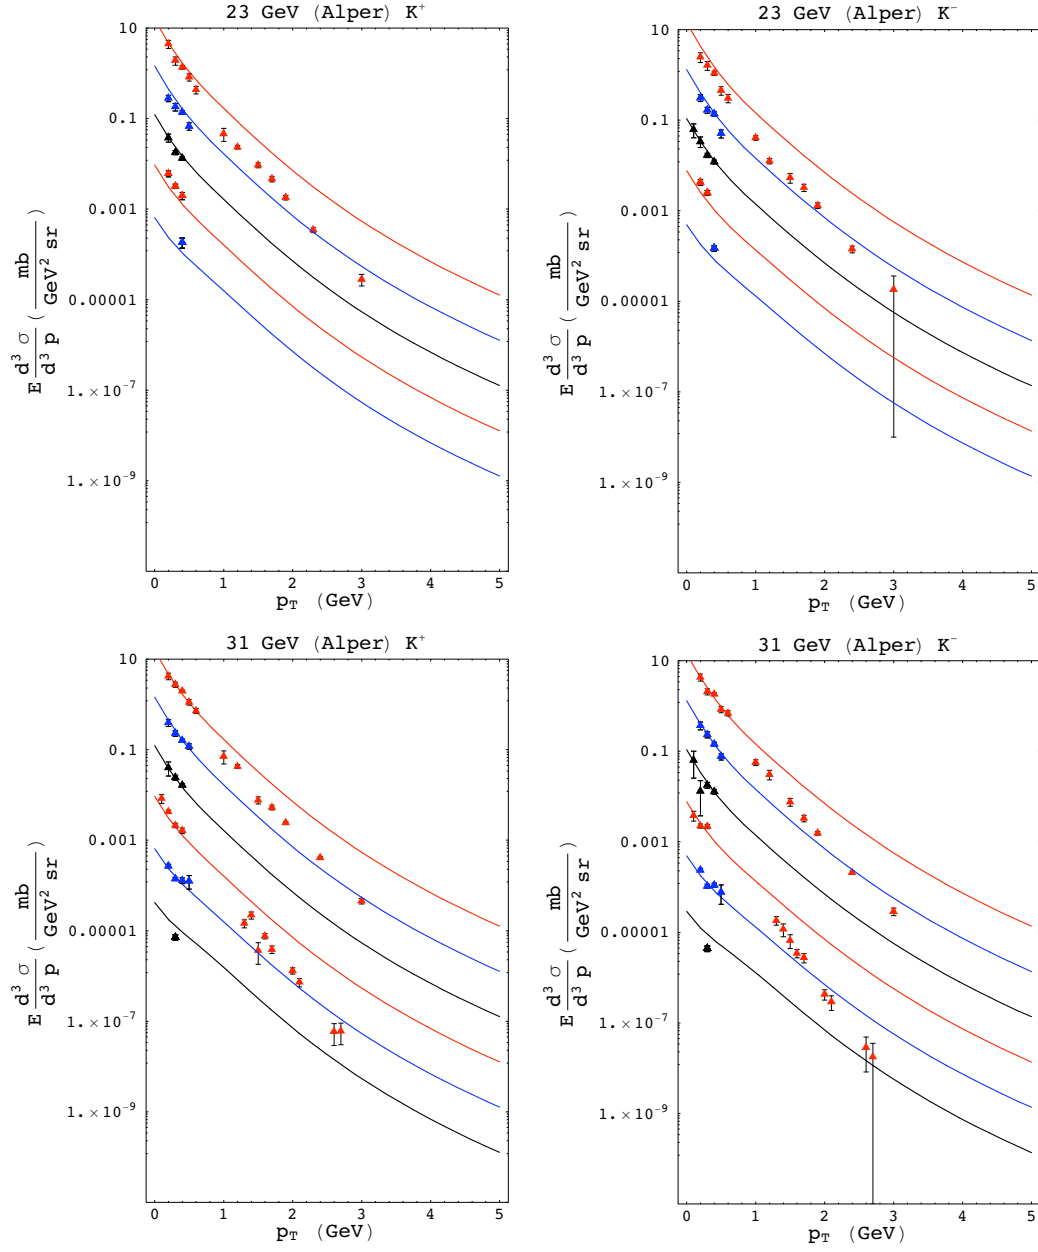 23 GeV (Alper) K⁺
10
0.1
0.001
0.00001
1.×10⁻⁷
1.×10⁻⁹
E d³σ/d³p ( mb/GeV² sr )
0 1 2 3 4 5
p_T (GeV)
23 GeV (Alper) K⁻
10
0.1
0.001
0.00001
1.×10⁻⁷
1.×10⁻⁹
E d³σ/d³p ( mb/GeV² sr )
0 1 2 3 4 5
p_T (GeV)
31 GeV (Alper) K⁺
10
0.1
0.001
0.00001
1.×10⁻⁷
1.×10⁻⁹
E d³σ/d³p ( mb/GeV² sr )
0 1 2 3 4 5
p_T (GeV)
31 GeV (Alper) K⁻
10
0.1
0.001
0.00001
1.×10⁻⁷
1.×10⁻⁹
E d³σ/d³p ( mb/GeV² sr )
0 1 2 3 4 5
p_T (GeV)